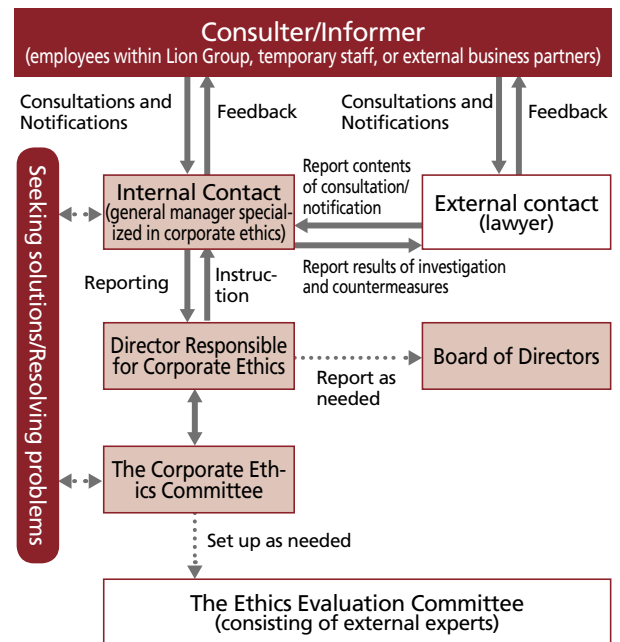 Consulter/Informer
(employees within Lion Group, temporary staff, or external business partners)
Consultations and
Notifications
Feedback
Consultations and
Notifications
Feedback
Seeking solutions/Resolving problems
Internal Contact
(general manager special-
ized in corporate ethics)
Report contents
of consultation/
notification
External contact
(lawyer)
Report results of investigation
and countermeasures
Reporting
Instruc-
tion
Director Responsible
for Corporate Ethics
Report as
needed
Board of Directors
The Corporate Eth-
ics Committee
Set up as needed
The Ethics Evaluation Committee
(consisting of external experts)